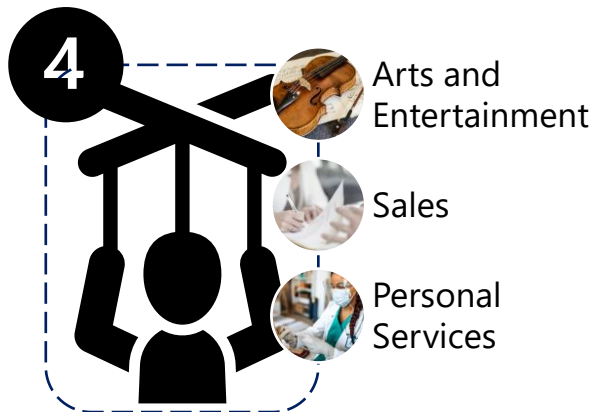 4
Arts and
Entertainment
Sales
Personal
Services